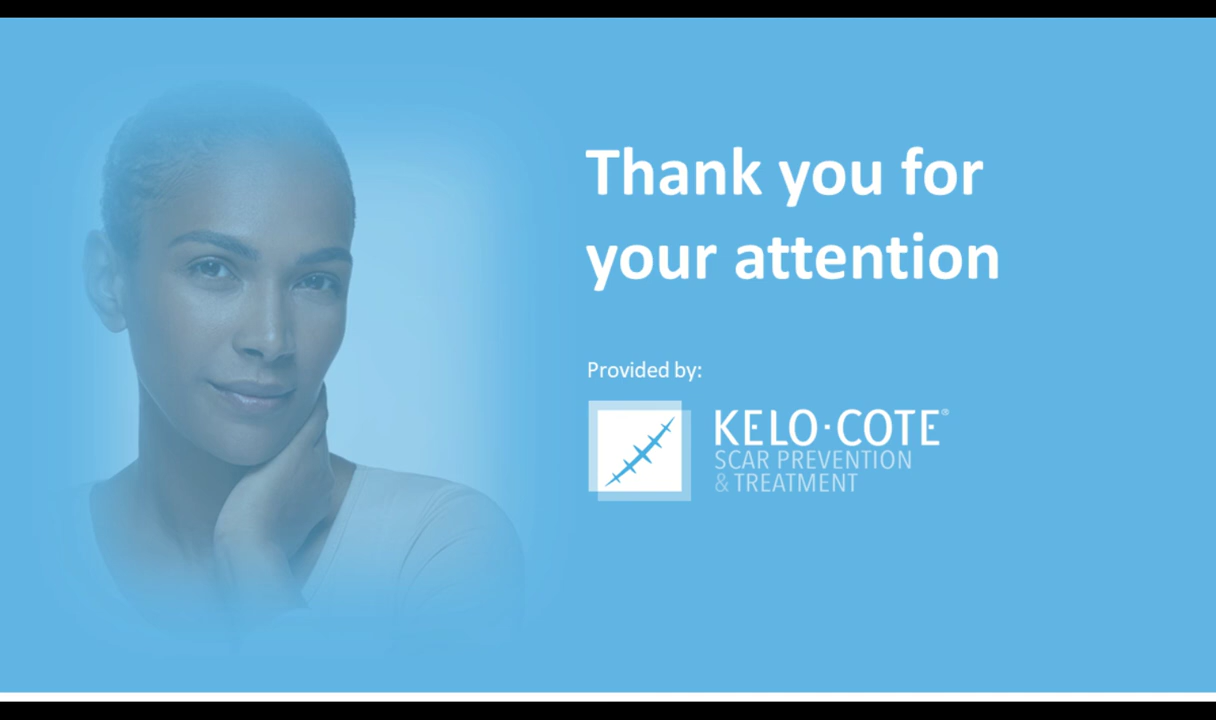 Thank you for
your attention
Provided by:
KELO·COTE®
SCAR PREVENTION
& TREATMENT